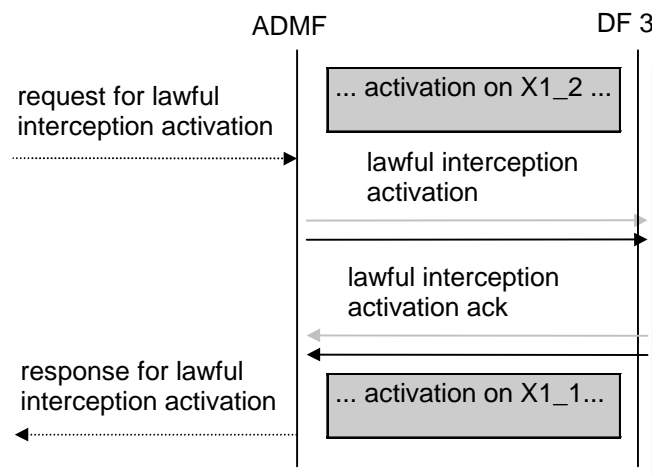 ADMF
DF 3
... activation on X1_2 ...
request for lawful
interception activation
lawful interception
activation
lawful interception
activation ack
response for lawful
interception activation
... activation on X1_1...